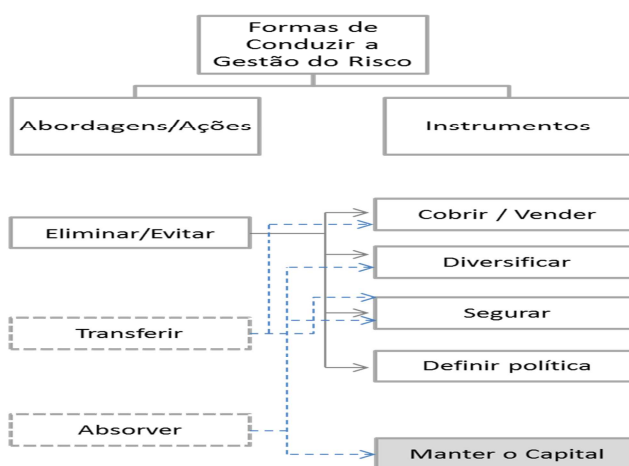 Formas de
Conduzir a
Gestão do Risco
Abordagens/Ações
Instrumentos
Eliminar/Evitar
Cobrir / Vender
Diversificar
Transferir
Segurar
Definir política
Absorver
Manter o Capital